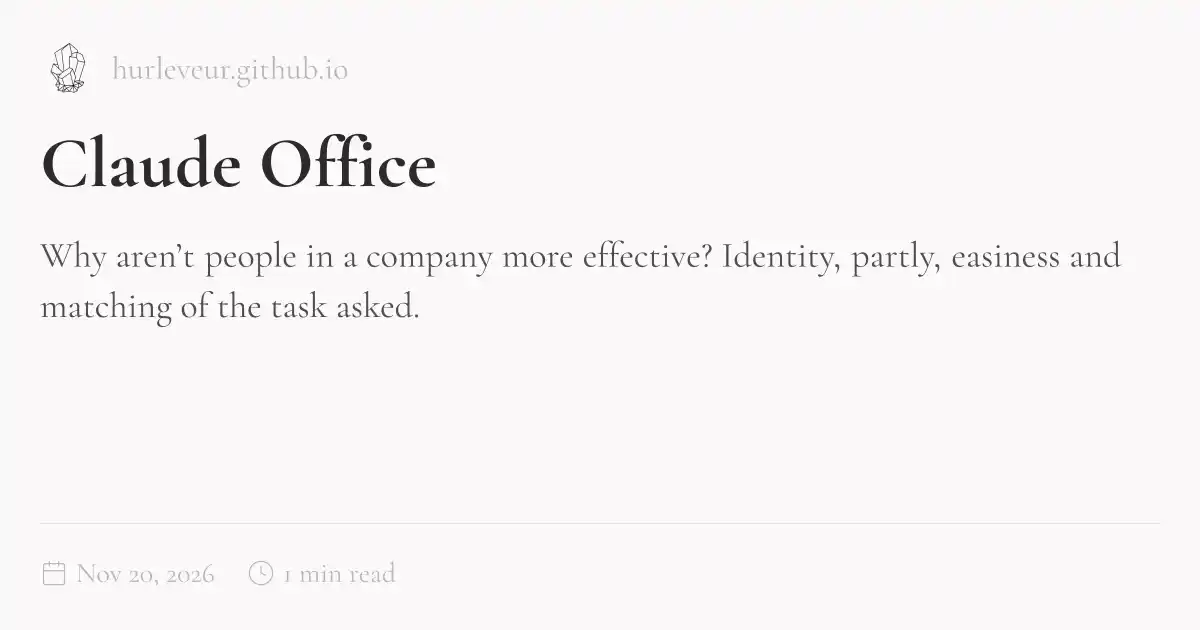 hurleveur.github.io
Claude Office
Why aren’t people in a company more effective? Identity, partly, easiness and
matching of the task asked.
Nov 20, 2026 1 min read